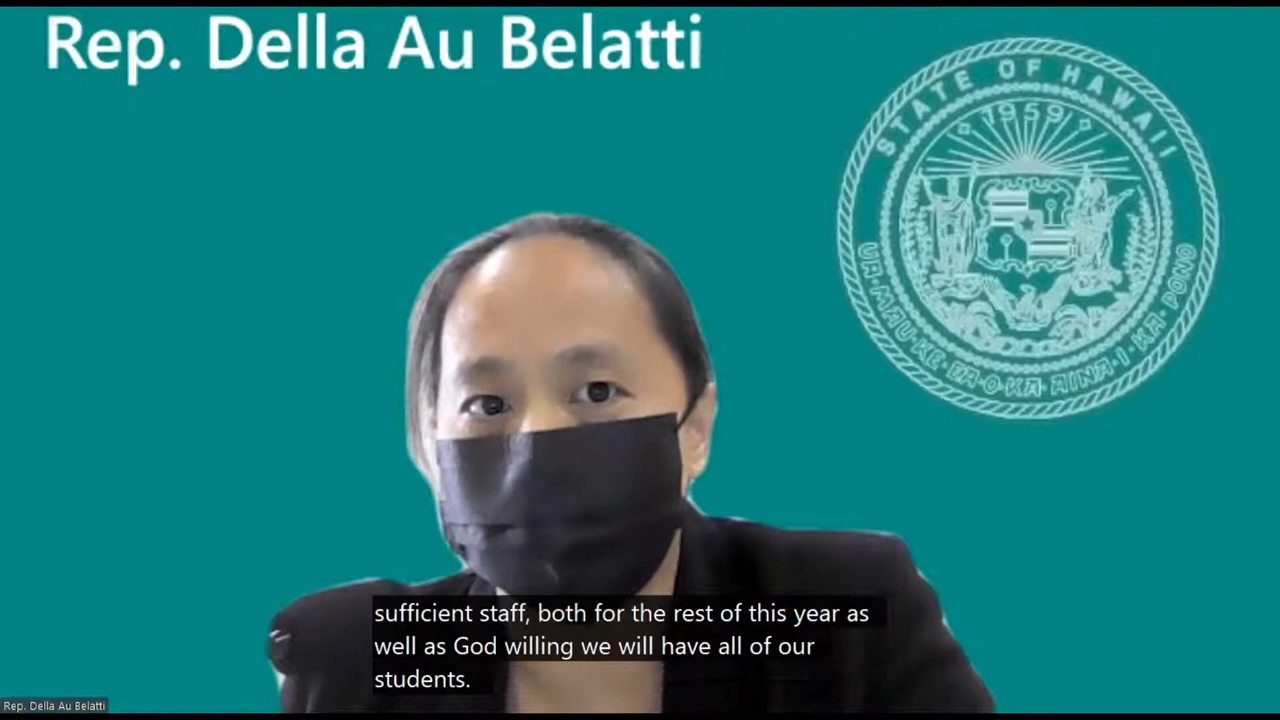 Rep. Della Au Belatti
STATE OF HAWAII
1959
UA·MAU·KE·EA·O·KA·AINA·I·KA·PONO
sufficient staff, both for the rest of this year as
well as God willing we will have all of our
students.
Rep. Della Au Belatti